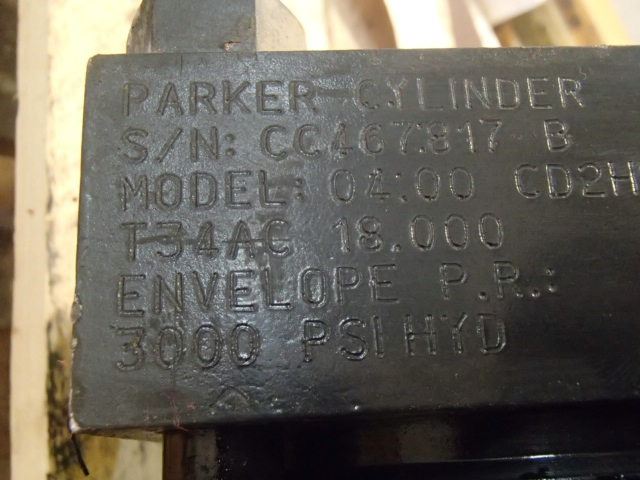 PARKER CYLINDER
S/N: CC467817 B
MODEL: 04.00 CD2H
T34AC 18.000
ENVELOPE P.R.:
3000 PSI HYD